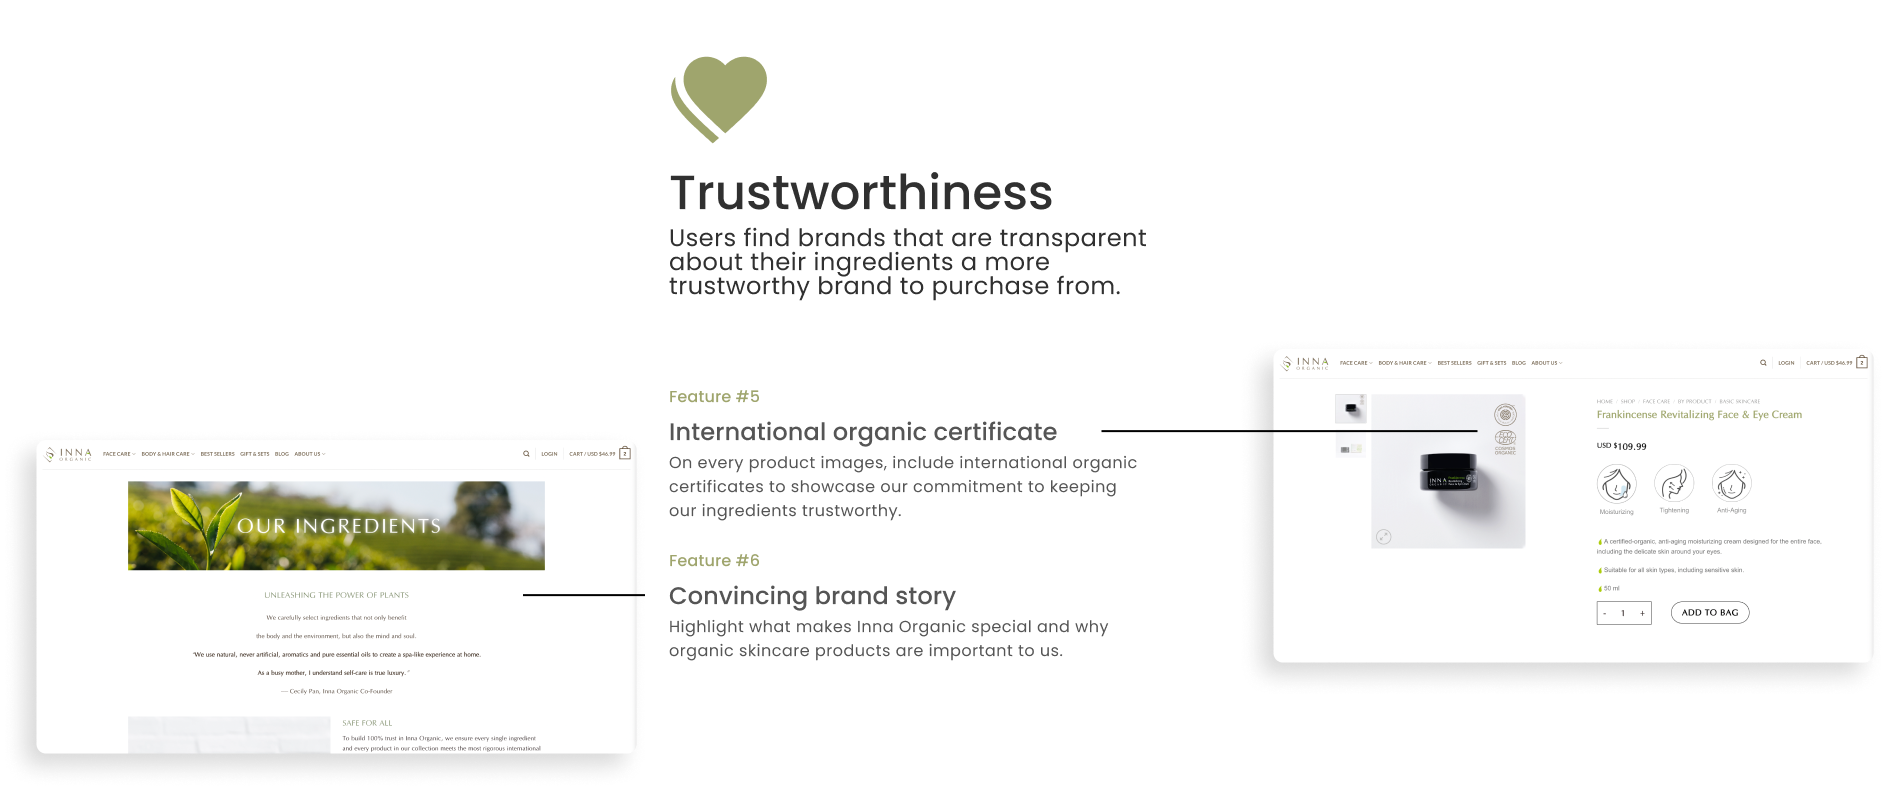 Trustworthiness
Users find brands that are transparent
about their ingredients a more
trustworthy brand to purchase from.
Feature #5
International organic certificate
On every product images, include international organic
certificates to showcase our commitment to keeping
our ingredients trustworthy.
Feature #6
Convincing brand story
Highlight what makes Inna Organic special and why
organic skincare products are important to us.
INNA
ORGANIC
FACE CARE BODY & HAIR CARE BEST SELLERS GIFT & SETS BLOG ABOUT US LOGIN CART / USD $46.99 2
OUR INGREDIENTS
UNLEASHING THE POWER OF PLANTS
We carefully select ingredients that not only benefit
the body and the environment, but also the mind and soul.
"We use natural, never artificial, aromatics and pure essential oils to create a spa-like experience at home.
As a busy mother, I understand self-care is true luxury."
— Cecily Pan, Inna Organic Co-Founder
SAFE FOR ALL
To build 100% trust in Inna Organic, we ensure every single ingredient
and every product in our collection meets the most rigorous international
INNA
ORGANIC
FACE CARE BODY & HAIR CARE BEST SELLERS GIFT & SETS BLOG ABOUT US LOGIN CART / USD $46.99 2
HOME / SHOP / FACE CARE / BY PRODUCT / BASIC SKINCARE
Frankincense Revitalizing Face & Eye Cream
USD $109.99
Moisturizing Tightening Anti-Aging
A certified-organic, anti-aging moisturizing cream designed for the entire face,
including the delicate skin around your eyes.
Suitable for all skin types, including sensitive skin.
50 ml
- 1 + ADD TO BAG
ECO
CERT
COSMOS
ORGANIC
INNA
ORGANIC
Frankincense
Revitalizing
Face & Eye Cream